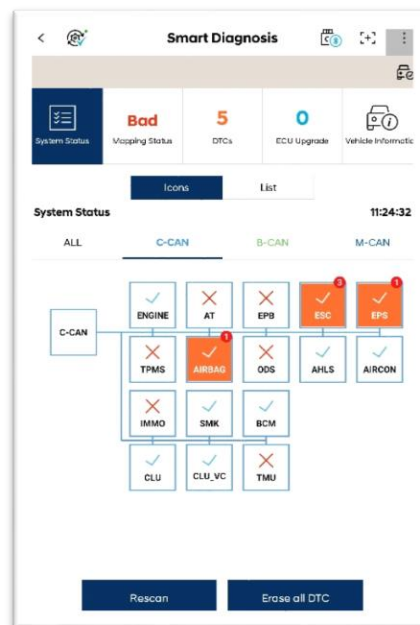 Smart Diagnosis
Bad 5 0
System Status Mapping Status DTCs ECU Upgrade Vehicle Informatic
Icons List
System Status 11:24:32
ALL C-CAN B-CAN M-CAN
3 1
ENGINE AT EPB ESC EPS
C-CAN
1
TPMS AIRBAG ODS AHLS AIRCON
IMMO SMK BCM
CLU CLU_VC TMU
Rescan Erase all DTC